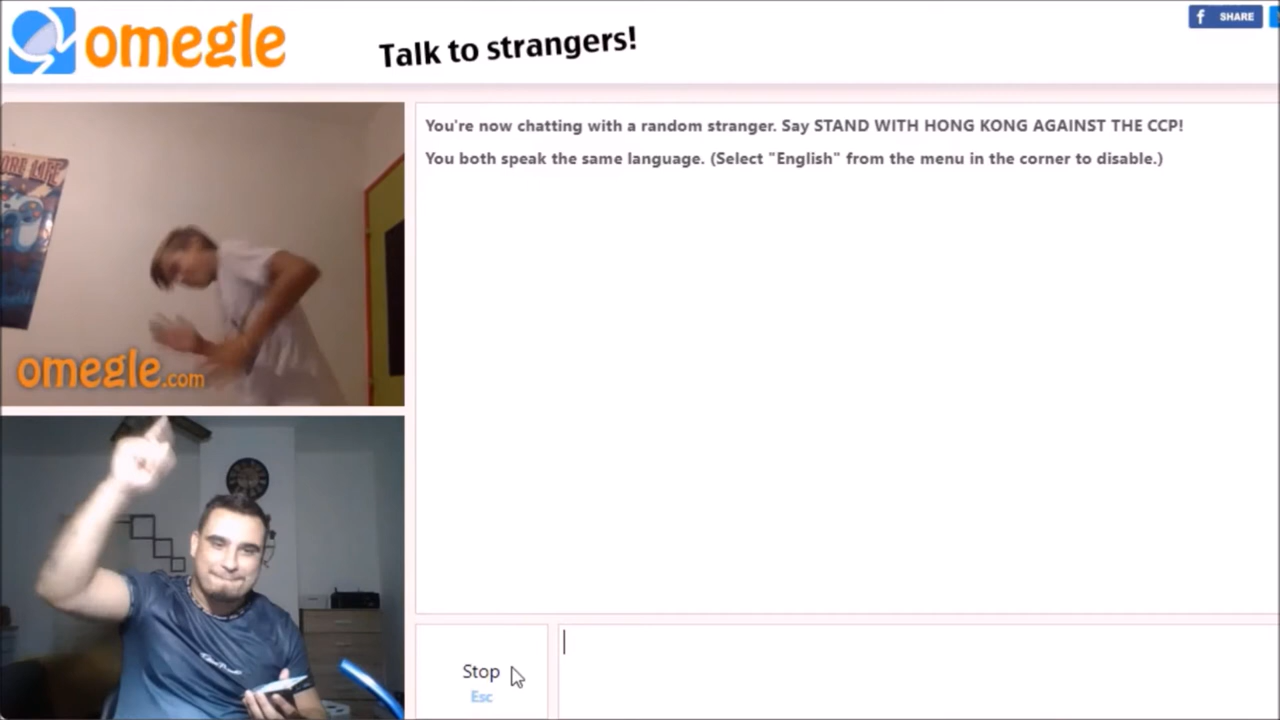 omegle
Talk to strangers!
SHARE
You're now chatting with a random stranger. Say STAND WITH HONG KONG AGAINST THE CCP!
You both speak the same language. (Select "English" from the menu in the corner to disable.)
omegle.com
Stop
Esc